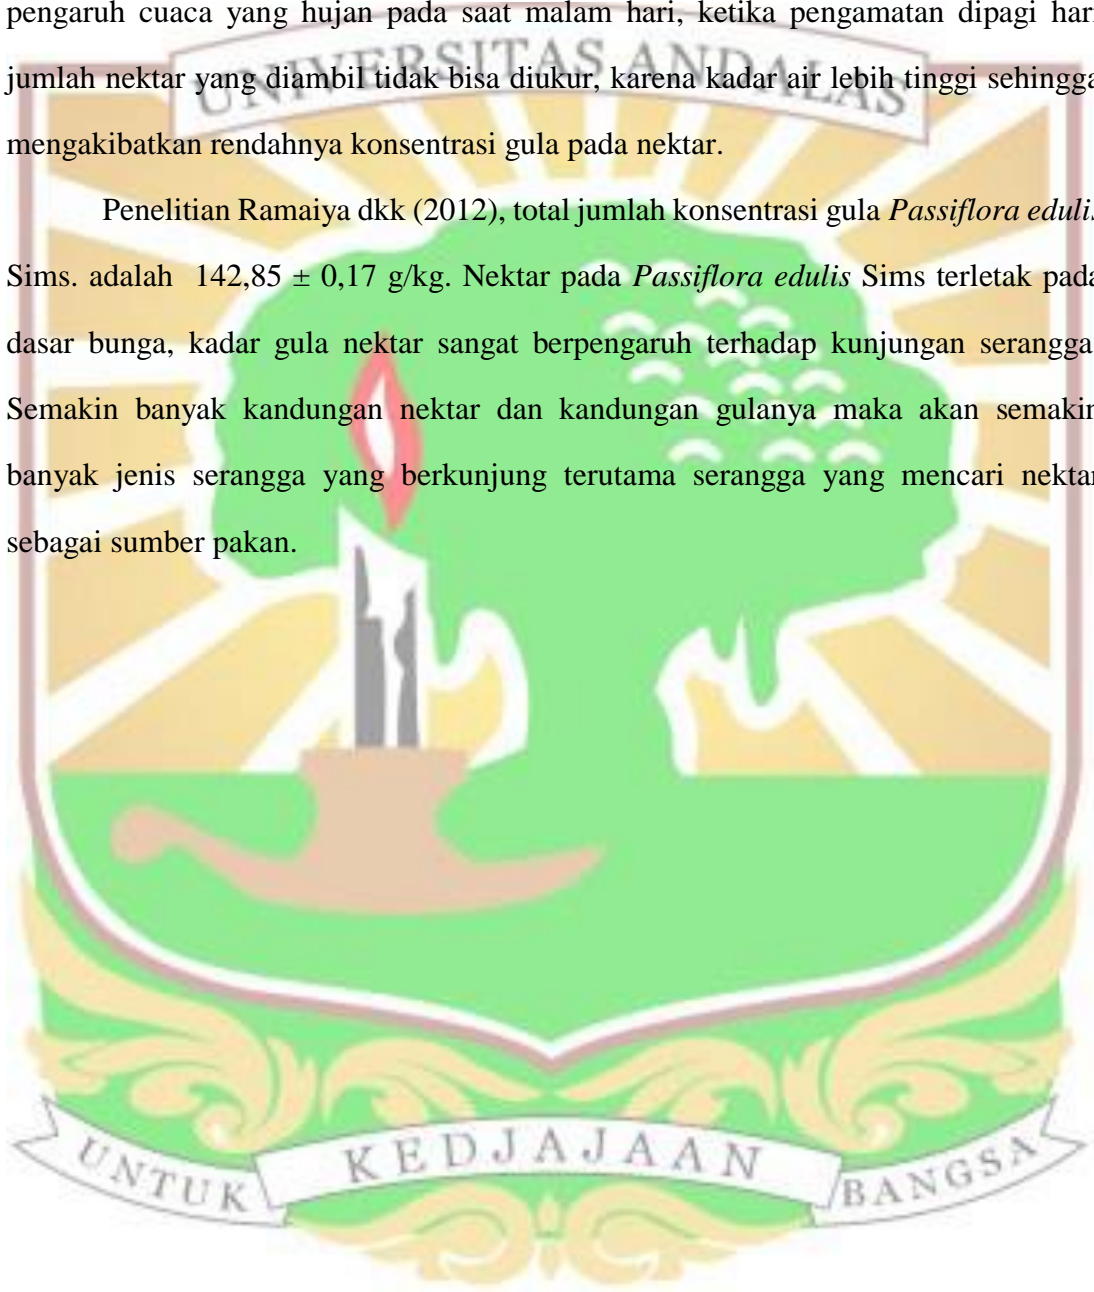 pengaruh cuaca yang hujan pada saat malam hari, ketika pengamatan dipagi hari
UNIVERSITAS ANDALAS
jumlah nektar yang diambil tidak bisa diukur, karena kadar air lebih tinggi sehingga
mengakibatkan rendahnya konsentrasi gula pada nektar.
Penelitian Ramaiya dkk (2012), total jumlah konsentrasi gula Passiflora edulis
Sims. adalah 142,85 ± 0,17 g/kg. Nektar pada Passiflora edulis Sims terletak pada
dasar bunga, kadar gula nektar sangat berpengaruh terhadap kunjungan serangga.
Semakin banyak kandungan nektar dan kandungan gulanya maka akan semakin
banyak jenis serangga yang berkunjung terutama serangga yang mencari nektar
sebagai sumber pakan.
UNTUK KEDJAJAAN BANGSA